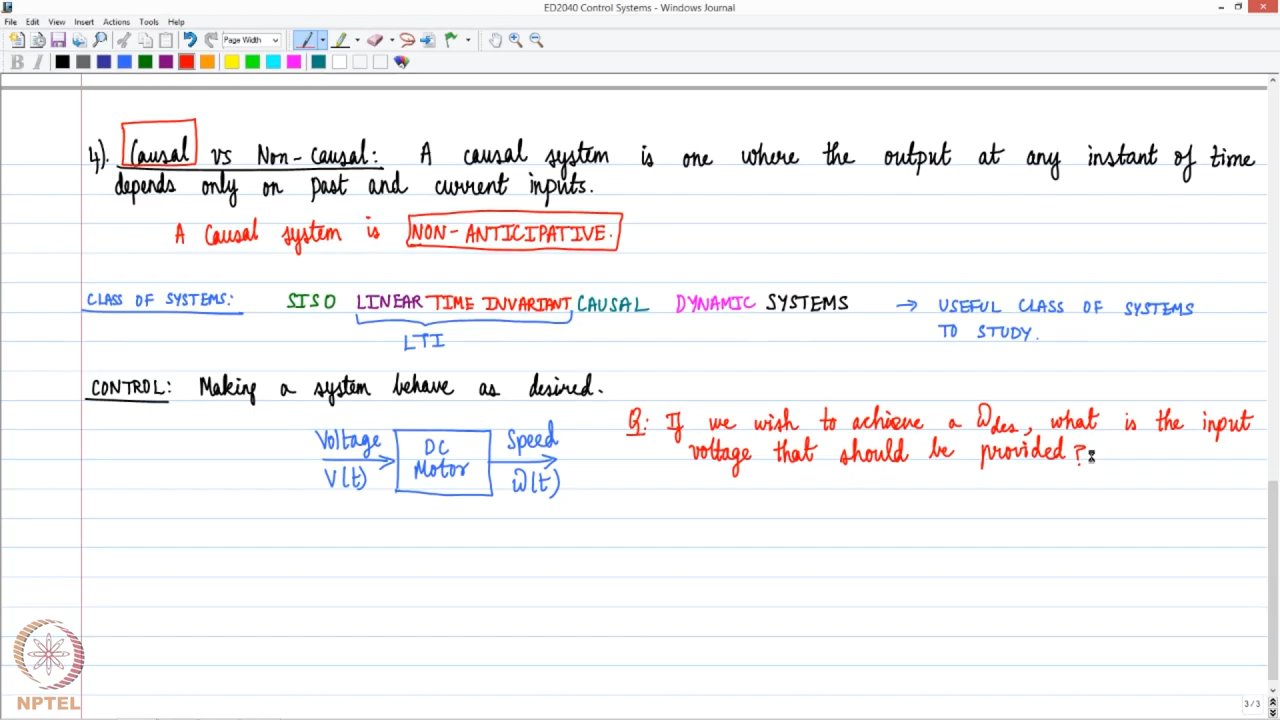 ED2040 Control Systems - Windows Journal
File Edit View Insert Actions Tools Help
Page Width
B I
4). Causal vs Non-Causal: A causal system is one where the output at any instant of time
depends only on past and current inputs.
A Causal system is NON-ANTICIPATIVE.
CLASS OF SYSTEMS: SISO LINEAR TIME INVARIANT CAUSAL DYNAMIC SYSTEMS → USEFUL CLASS OF SYSTEMS
TO STUDY.
LTI
CONTROL: Making a system behave as desired.
Q: If we wish to achieve a ω_des, what is the input
voltage that should be provided?
Voltage
V(t)
DC
Motor
Speed
ω(t)
NPTEL
3/3